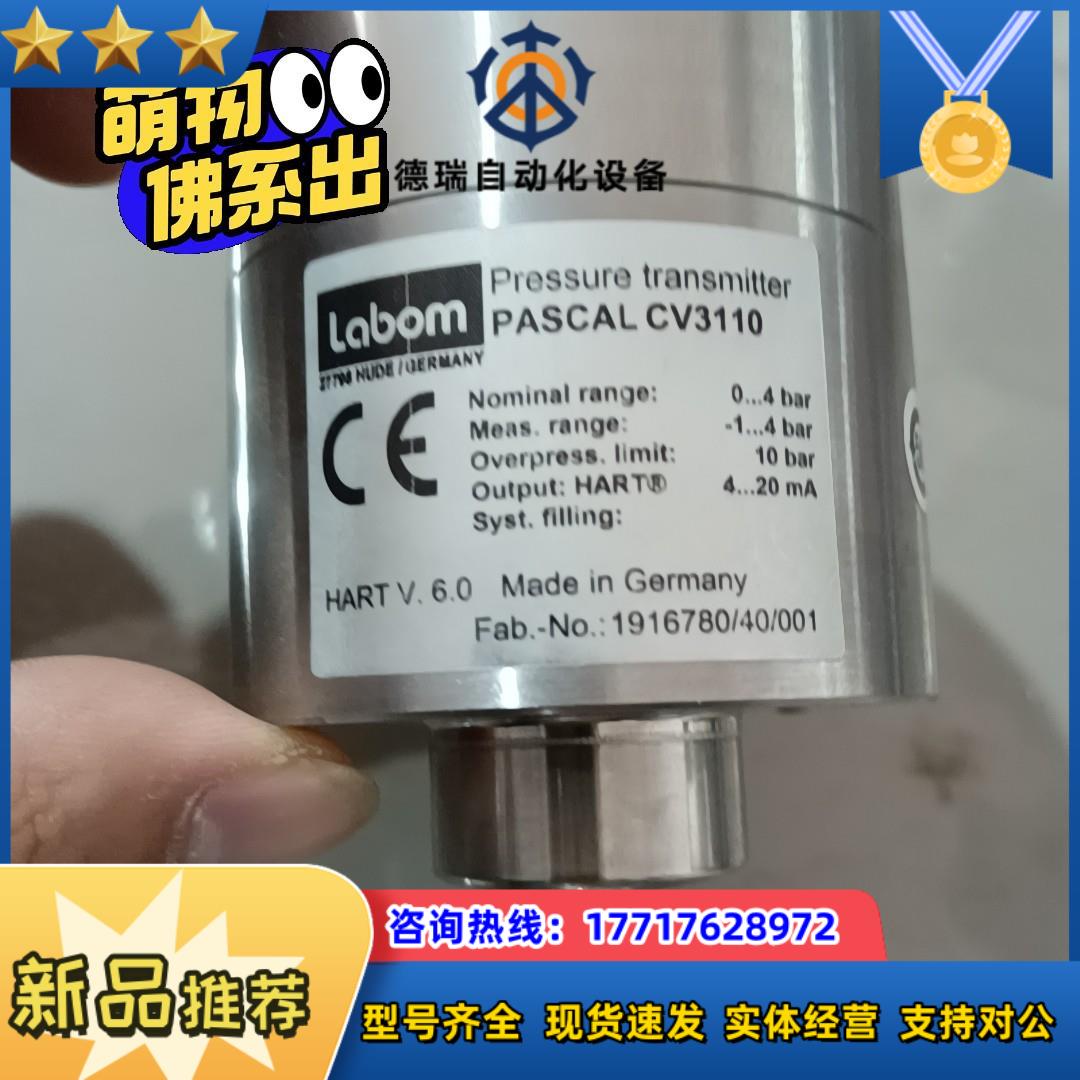 萌物
佛系出
德瑞自动化设备
Labom
27798 HUDE / GERMANY
Pressure transmitter
PASCAL CV3110
CE
Nominal range: 0...4 bar
Meas. range: -1...4 bar
Overpress. limit: 10 bar
Output: HART® 4...20 mA
Syst. filling:
HART V. 6.0 Made in Germany
Fab.-No.: 1916780/40/001
咨询热线：17717628972
新品推荐
型号齐全 现货速发 实体经营 支持对公